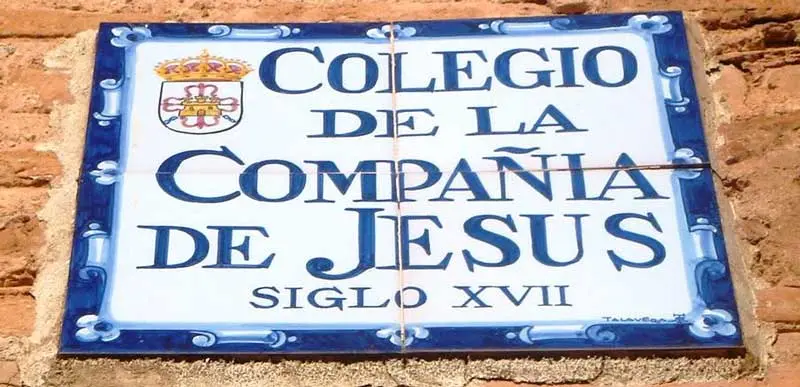 COLEGIO
DE LA
COMPAÑIA
DE JESUS
SIGLO XVII
TALAVERA